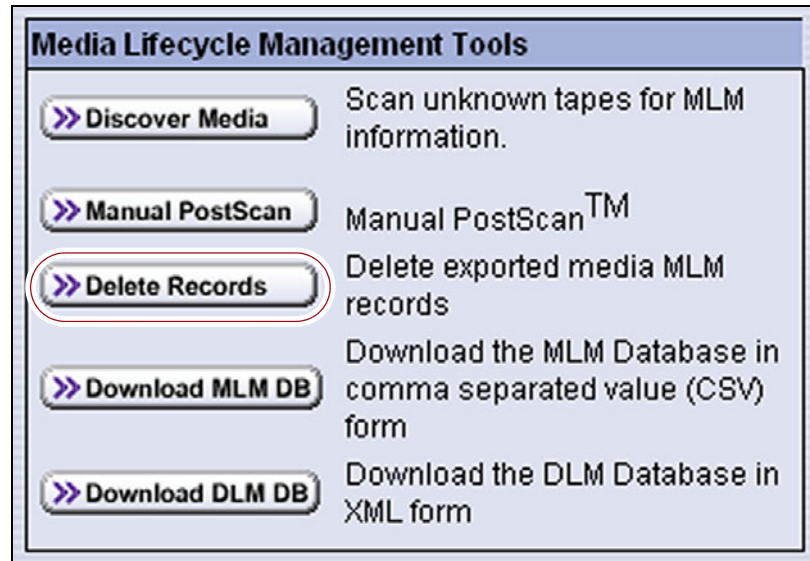 Media Lifecycle Management Tools
>> Discover Media
Scan unknown tapes for MLM
information.
>> Manual PostScan
Manual PostScan™
>> Delete Records
Delete exported media MLM
records
>> Download MLM DB
Download the MLM Database in
comma separated value (CSV)
form
>> Download DLM DB
Download the DLM Database in
XML form